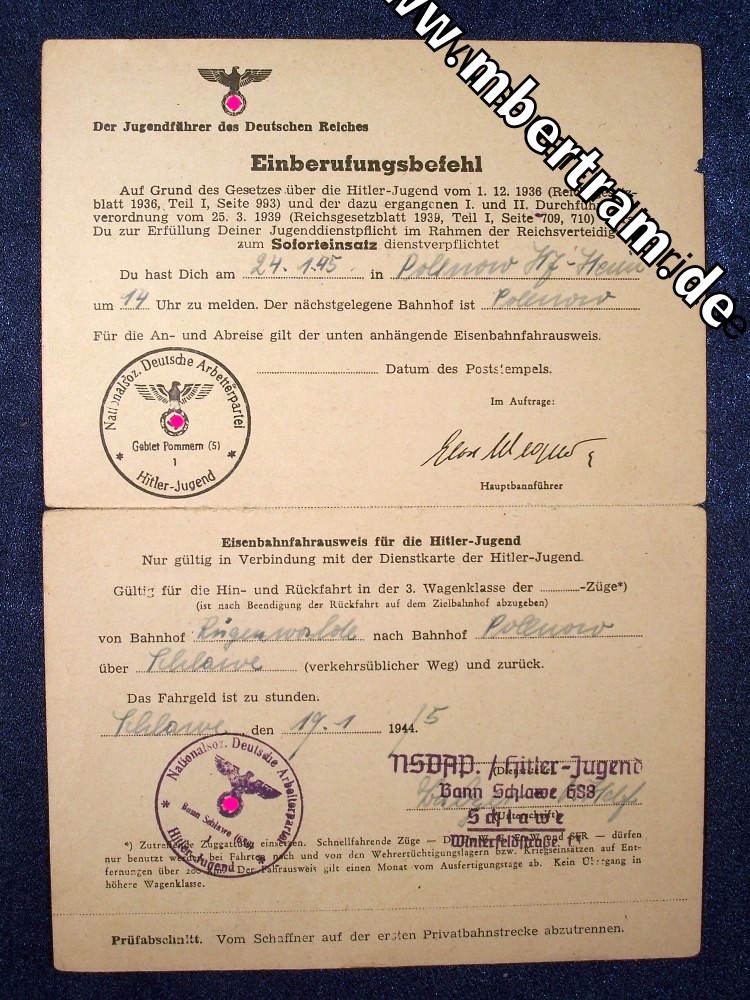 www.mbertram.de
Der Jugendführer des Deutschen Reiches
Einberufungsbefehl
Auf Grund des Gesetzes über die Hitler-Jugend vom 1. 12. 1936
blatt 1936, Teil I, Seite 993) und der dazu ergangenen I. und II.
verordnung vom 25. 3. 1939 (Reichsgesetzblatt 1939, Teil I, Seite 709, 710)
Du zur Erfüllung Deiner Jugenddienstpflicht im Rahmen der
zum Soforteinsatz dienstverpflichtet
Du hast Dich am 24. 1. 45 in Pollnow HJ-Heim
um 14 Uhr zu melden. Der nächstgelegene Bahnhof ist Pollnow
Für die An- und Abreise gilt der unten anhängende Eisenbahnfahrausweis.
Datum des Poststempels.
Im Auftrage:
Nationalsoz. Deutsche Arbeiterpartei
Gebiet Pommern (5)
1
Hitler-Jugend
Hauptbannführer
Eisenbahnfahrausweis für die Hitler-Jugend
Nur gültig in Verbindung mit der Dienstkarte der Hitler-Jugend.
Gültig für die Hin- und Rückfahrt in der 3. Wagenklasse der -Züge*)
(ist nach Beendigung der Rückfahrt auf dem Zielbahnhof abzugeben)
von Bahnhof Rügenwalde nach Bahnhof Pollnow
über Schlawe (verkehrsüblicher Weg) und zurück.
Das Fahrgeld ist zu stunden.
Schlawe den 19. 1 1944/5
NSDAP. / Hitler-Jugend
Bann Schlawe 688
Schlawe
Winterfeldstraße
Nationalsoz. Deutsche Arbeiterpartei
Bann Schlawe
Hitler-Jugend
*) Zutreffende Zuggattung einsetzen. Schnellfahrende Züge — dürfen
nur benutzt werden bei Fahrten nach und von den Wehrertüchtigungslagern bzw. Kriegseinsätzen auf Ent-
fernungen über 200 km. Der Fahrausweis gilt einen Monat vom Ausfertigungstage ab. Kein Übergang in
höhere Wagenklasse.
Prüfabschnitt. Vom Schaffner auf der ersten Privatbahnstrecke abzutrennen.